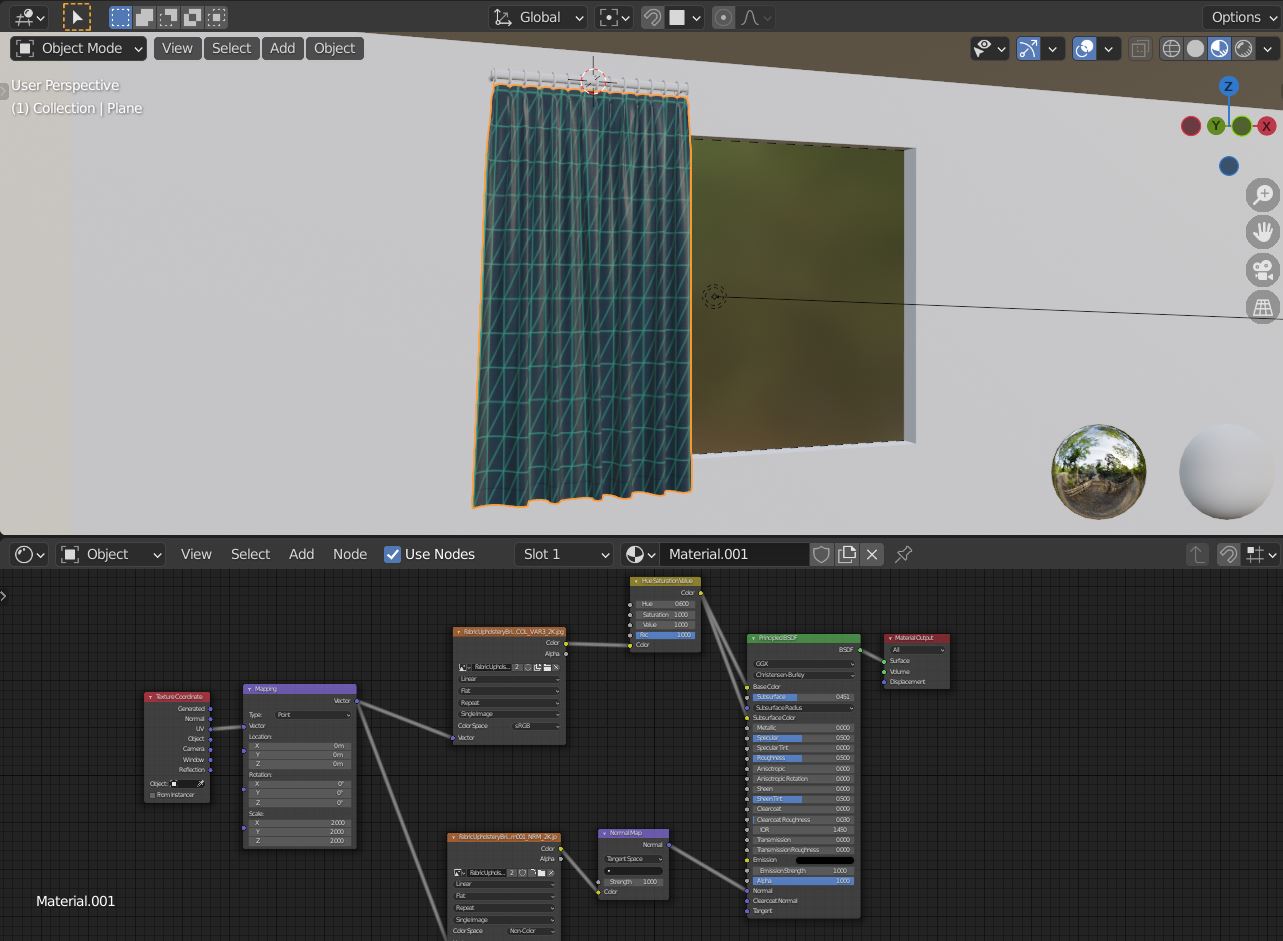 Global
Options
Object Mode View Select Add Object
User Perspective
(1) Collection | Plane
Z
Y X
Object View Select Add Node Use Nodes Slot 1 Material.001
Hue Saturation Value
Color
Hue 0.600
Saturation 1.000
Value 1.000
Fac 1.000
Color
FabricUpholsteryBri...COL_VAR3_2K.jpg
Color
Alpha
FabricUphols... 2
Linear
Flat
Repeat
Single Image
Color Space sRGB
Vector
Principled BSDF
BSDF
GGX
Christensen-Burley
Base Color
Subsurface 0.451
Subsurface Radius
Subsurface Color
Metallic 0.000
Specular 0.500
Specular Tint 0.000
Roughness 0.500
Anisotropic 0.000
Anisotropic Rotation 0.000
Sheen 0.000
Sheen Tint 0.500
Clearcoat 0.000
Clearcoat Roughness 0.030
IOR 1.450
Transmission 0.000
Transmission Roughness 0.000
Emission
Emission Strength 1.000
Alpha 1.000
Normal
Clearcoat Normal
Tangent
Material Output
All
Surface
Volume
Displacement
Texture Coordinate
Generated
Normal
UV
Object
Camera
Window
Reflection
Object:
From Instancer
Mapping
Vector
Type: Point
Vector
Location:
X 0 m
Y 0 m
Z 0 m
Rotation:
X 0°
Y 0°
Z 0°
Scale:
X 2.000
Y 2.000
Z 2.000
FabricUpholsteryBri...r001_NRM_2K.jp
Color
Alpha
FabricUphols... 2
Linear
Flat
Repeat
Single Image
Color Space Non-Color
Normal Map
Normal
Tangent Space
Strength 1.000
Color
Material.001